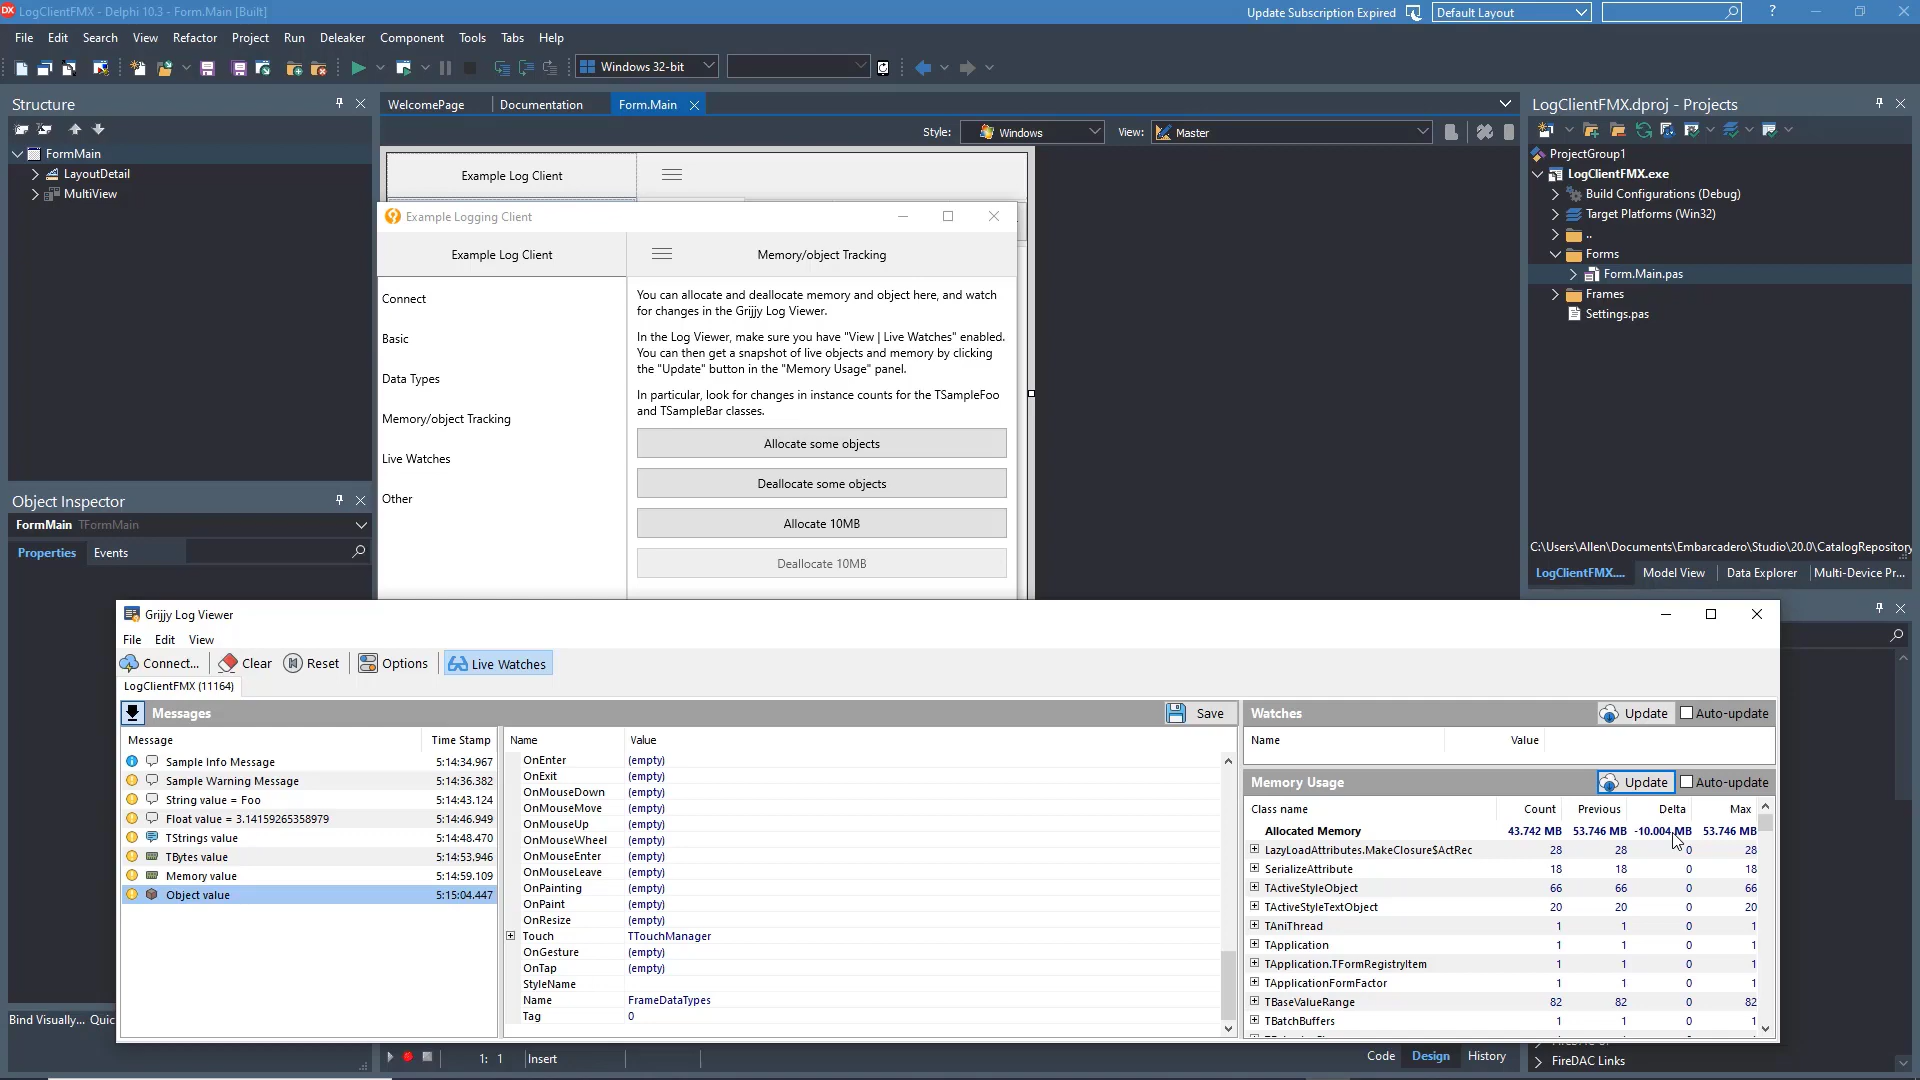 LogClientFMX - Delphi 10.3 - Form.Main [Built]
Update Subscription Expired
Default Layout
?
File Edit Search View Refactor Project Run Deleaker Component Tools Tabs Help
Windows 32-bit
Structure
FormMain
LayoutDetail
MultiView
WelcomePage Documentation Form.Main
Style: Windows View: Master
Example Log Client
LogClientFMX.dproj - Projects
ProjectGroup1
LogClientFMX.exe
Build Configurations (Debug)
Target Platforms (Win32)
..
Forms
Form.Main.pas
Frames
Settings.pas
C:\Users\Allen\Documents\Embarcadero\Studio\20.0\CatalogRepository
LogClientFMX.... Model View Data Explorer Multi-Device Pr...
Example Logging Client
Example Log Client
Memory/object Tracking
Connect
Basic
Data Types
Memory/object Tracking
Live Watches
Other
You can allocate and deallocate memory and object here, and watch
for changes in the Grijjy Log Viewer.
In the Log Viewer, make sure you have "View | Live Watches" enabled.
You can then get a snapshot of live objects and memory by clicking
the "Update" button in the "Memory Usage" panel.
In particular, look for changes in instance counts for the TSampleFoo
and TSampleBar classes.
Allocate some objects
Deallocate some objects
Allocate 10MB
Deallocate 10MB
Object Inspector
FormMain TFormMain
Properties Events
Grijjy Log Viewer
File Edit View
Connect... Clear Reset Options Live Watches
LogClientFMX (11164)
Messages
Save
Message Time Stamp
Sample Info Message 5:14:34.967
Sample Warning Message 5:14:36.382
String value = Foo 5:14:43.124
Float value = 3.14159265358979 5:14:46.949
TStrings value 5:14:48.470
TBytes value 5:14:53.946
Memory value 5:14:59.109
Object value 5:15:04.447
Name Value
OnEnter (empty)
OnExit (empty)
OnMouseDown (empty)
OnMouseMove (empty)
OnMouseUp (empty)
OnMouseWheel (empty)
OnMouseEnter (empty)
OnMouseLeave (empty)
OnPainting (empty)
OnPaint (empty)
OnResize (empty)
Touch TTouchManager
OnGesture (empty)
OnTap (empty)
StyleName
Name FrameDataTypes
Tag 0
Watches Update Auto-update
Name Value
Memory Usage Update Auto-update
Class name Count Previous Delta Max
Allocated Memory 43.742 MB 53.746 MB -10.004 MB 53.746 MB
LazyLoadAttributes.MakeClosure$ActRec 28 28 0 28
SerializeAttribute 18 18 0 18
TActiveStyleObject 66 66 0 66
TActiveStyleTextObject 20 20 0 20
TAniThread 1 1 0 1
TApplication 1 1 0 1
TApplication.TFormRegistryItem 1 1 0 1
TApplicationFormFactor 1 1 0 1
TBaseValueRange 82 82 0 82
TBatchBuffers 1 1 0 1
Bind Visually... Quic
1: 1 Insert
Code Design History
FireDAC Links